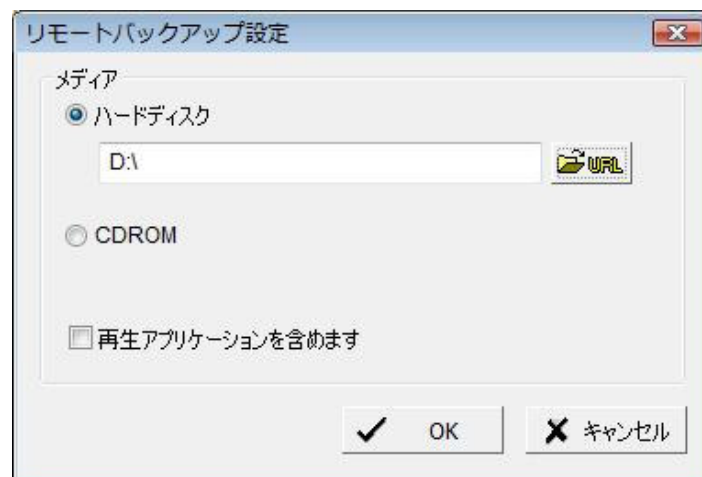 リモートバックアップ設定
メディア
ハードディスク
D:\
URL
CDROM
再生アプリケーションを含めます
OK
キャンセル